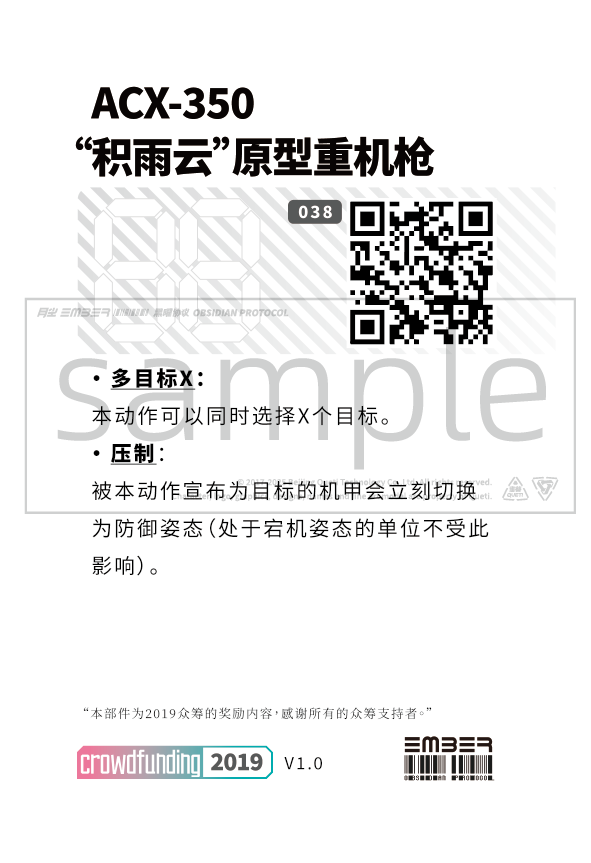 ACX-350
“积雨云”原型重机枪
038
EMBER
黑曜协议 OBSIDIAN PROTOCOL
sample
• 多目标X：
本动作可以同时选择X个目标。
• 压制：
被本动作宣布为目标的机甲会立刻切换
为防御姿态（处于宕机姿态的单位不受此
影响）。
“本部件为2019众筹的奖励内容，感谢所有的众筹支持者。”
crowdfunding 2019 V1.0
EMBER